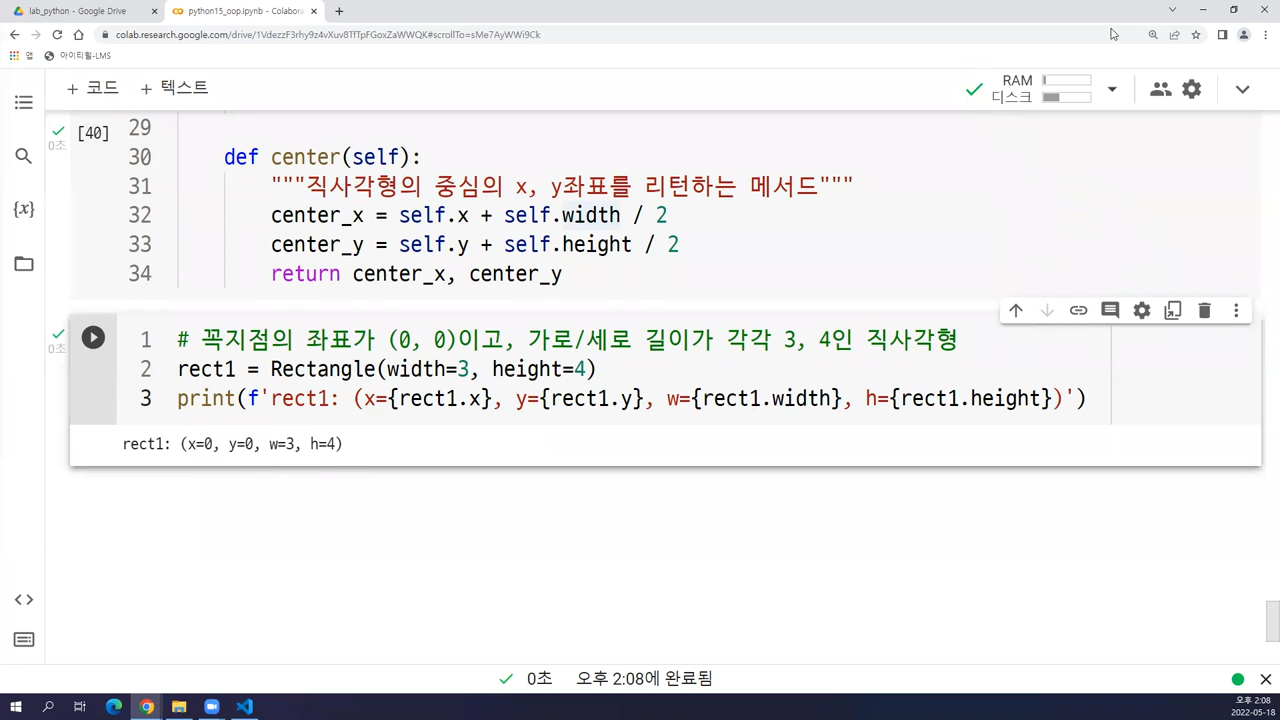 lab_python - Google Drive
python15_oop.ipynb - Colabora
colab.research.google.com/drive/1VdezzF3rhy9z4vXuv8TfTpFGoxZaWWQK#scrollTo=sMe7AyWWi9Ck
앱
아이티윌-LMS
+ 코드 + 텍스트
RAM
디스크
[40]
0초
29
30 def center(self):
31 """직사각형의 중심의 x, y좌표를 리턴하는 메서드"""
32 center_x = self.x + self.width / 2
33 center_y = self.y + self.height / 2
34 return center_x, center_y
0초
1 # 꼭지점의 좌표가 (0, 0)이고, 가로/세로 길이가 각각 3, 4인 직사각형
2 rect1 = Rectangle(width=3, height=4)
3 print(f'rect1: (x={rect1.x}, y={rect1.y}, w={rect1.width}, h={rect1.height})')
rect1: (x=0, y=0, w=3, h=4)
0초 오후 2:08에 완료됨
오후 2:08
2022-05-18